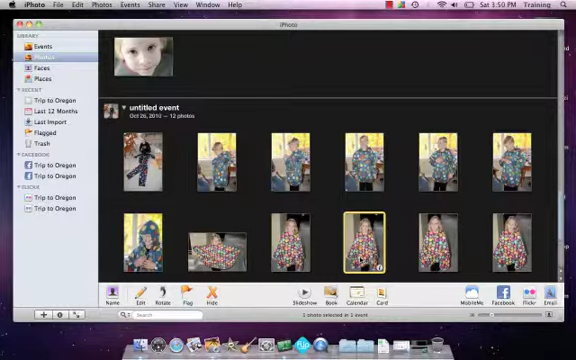 iPhoto File Edit Photos Events Share View Window Help
Sat 3:50 PM Training
iPhoto
LIBRARY
Events
Photos
Faces
Places
RECENT
Trip to Oregon
Last 12 Months
Last Import
Flagged
Trash
FACEBOOK
Trip to Oregon
Trip to Oregon
FLICKR
Trip to Oregon
Trip to Oregon
untitled event
Oct 26, 2010 — 12 photos
Name Edit Rotate Flag Hide Slideshow Book Calendar Card MobileMe Facebook Flickr Email
Search
1 photo selected in 1 event